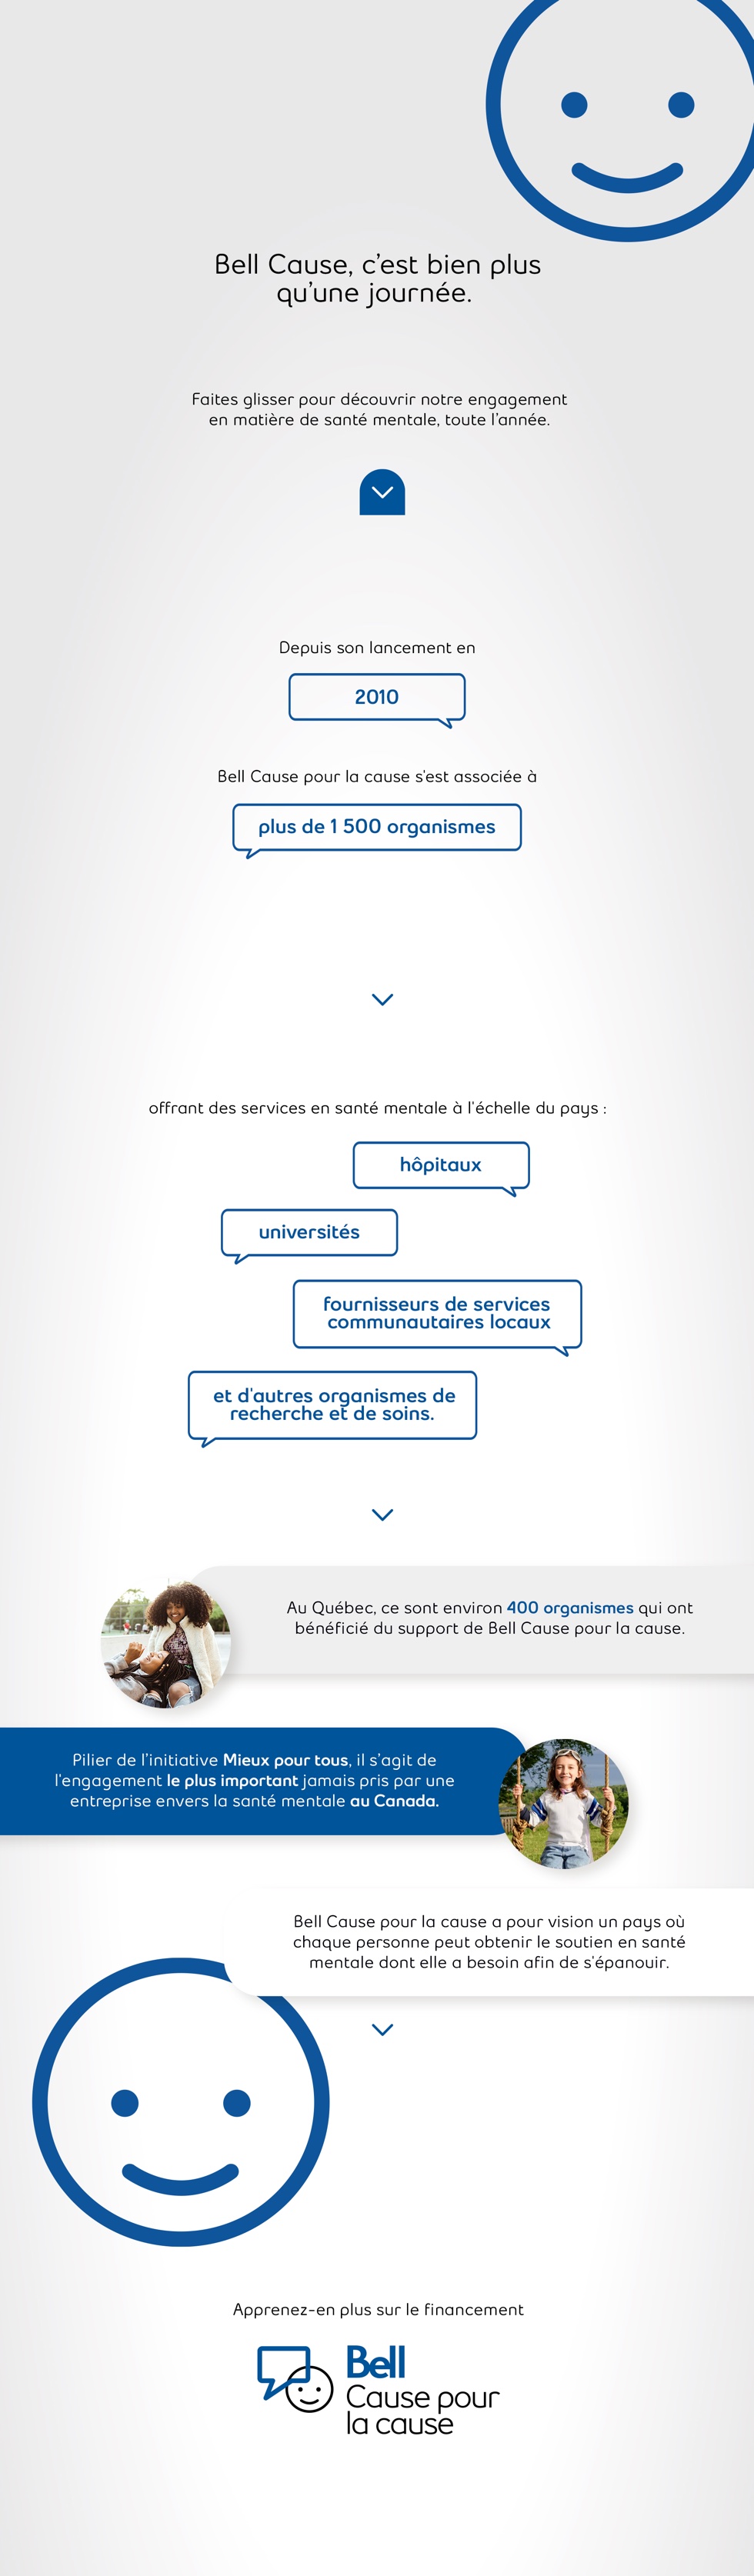 Bell Cause, c’est bien plus
qu’une journée.
Faites glisser pour découvrir notre engagement
en matière de santé mentale, toute l’année.
Depuis son lancement en
2010
Bell Cause pour la cause s'est associée à
plus de 1 500 organismes
offrant des services en santé mentale à l'échelle du pays :
hôpitaux
universités
fournisseurs de services
communautaires locaux
et d'autres organismes de
recherche et de soins.
Au Québec, ce sont environ 400 organismes qui ont
bénéficié du support de Bell Cause pour la cause.
Pilier de l’initiative Mieux pour tous, il s’agit de
l'engagement le plus important jamais pris par une
entreprise envers la santé mentale au Canada.
Bell Cause pour la cause a pour vision un pays où
chaque personne peut obtenir le soutien en santé
mentale dont elle a besoin afin de s'épanouir.
Apprenez-en plus sur le financement
Bell
Cause pour
la cause